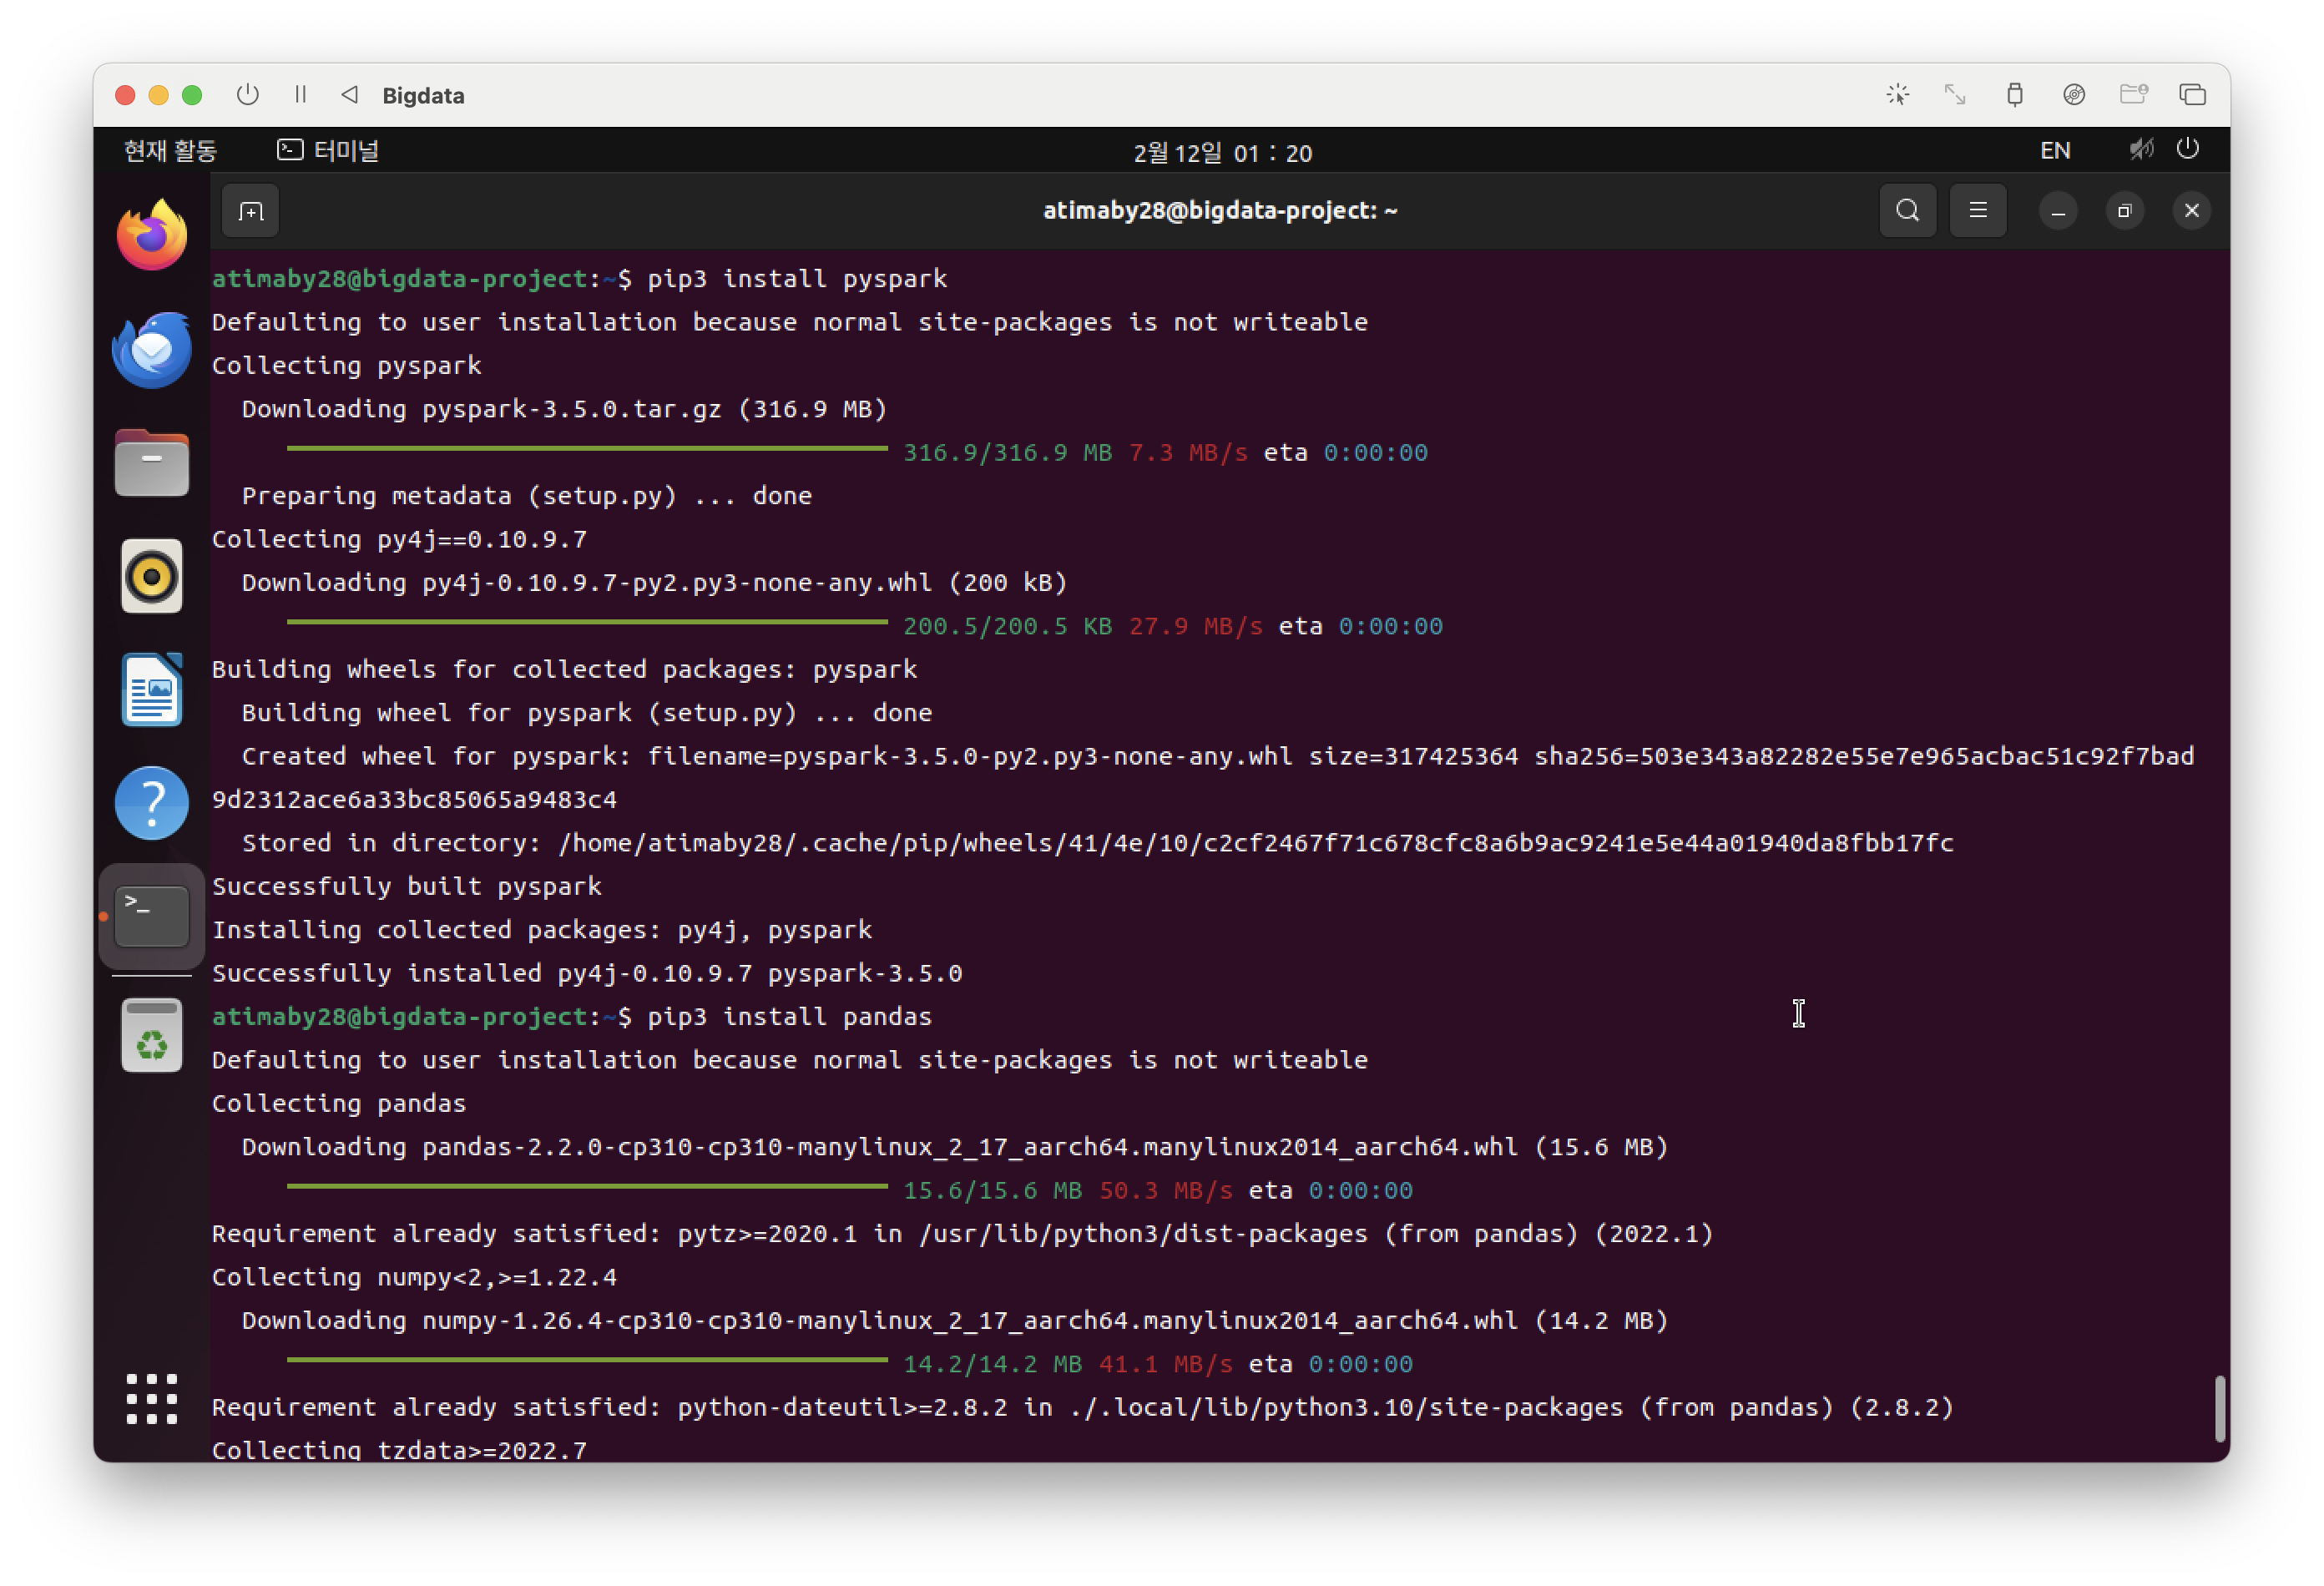 Bigdata
현재 활동
터미널
2월 12일 01 : 20
EN
atimaby28@bigdata-project: ~
atimaby28@bigdata-project:~$ pip3 install pyspark
Defaulting to user installation because normal site-packages is not writeable
Collecting pyspark
  Downloading pyspark-3.5.0.tar.gz (316.9 MB)
316.9/316.9 MB 7.3 MB/s eta 0:00:00
  Preparing metadata (setup.py) ... done
Collecting py4j==0.10.9.7
  Downloading py4j-0.10.9.7-py2.py3-none-any.whl (200 kB)
200.5/200.5 KB 27.9 MB/s eta 0:00:00
Building wheels for collected packages: pyspark
  Building wheel for pyspark (setup.py) ... done
  Created wheel for pyspark: filename=pyspark-3.5.0-py2.py3-none-any.whl size=317425364 sha256=503e343a82282e55e7e965acbac51c92f7bad
9d2312ace6a33bc85065a9483c4
  Stored in directory: /home/atimaby28/.cache/pip/wheels/41/4e/10/c2cf2467f71c678cfc8a6b9ac9241e5e44a01940da8fbb17fc
Successfully built pyspark
Installing collected packages: py4j, pyspark
Successfully installed py4j-0.10.9.7 pyspark-3.5.0
atimaby28@bigdata-project:~$ pip3 install pandas
Defaulting to user installation because normal site-packages is not writeable
Collecting pandas
  Downloading pandas-2.2.0-cp310-cp310-manylinux_2_17_aarch64.manylinux2014_aarch64.whl (15.6 MB)
15.6/15.6 MB 50.3 MB/s eta 0:00:00
Requirement already satisfied: pytz>=2020.1 in /usr/lib/python3/dist-packages (from pandas) (2022.1)
Collecting numpy<2,>=1.22.4
  Downloading numpy-1.26.4-cp310-cp310-manylinux_2_17_aarch64.manylinux2014_aarch64.whl (14.2 MB)
14.2/14.2 MB 41.1 MB/s eta 0:00:00
Requirement already satisfied: python-dateutil>=2.8.2 in ./.local/lib/python3.10/site-packages (from pandas) (2.8.2)
Collecting tzdata>=2022.7